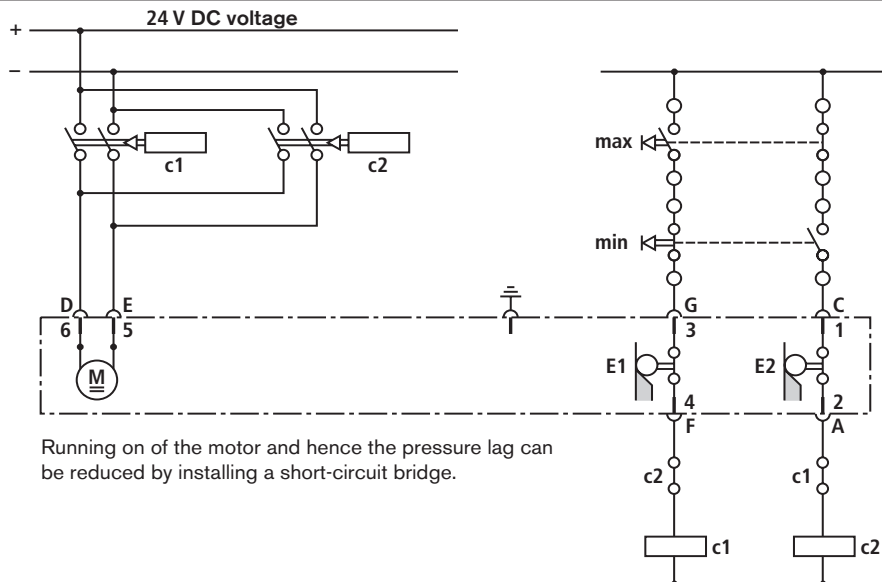 24 V DC voltage
+
–
c1
c2
max
min
D
E
G
C
6
5
3
1
M
E1
E2
4
2
F
A
Running on of the motor and hence the pressure lag can
be reduced by installing a short-circuit bridge.
c2
c1
c1
c2